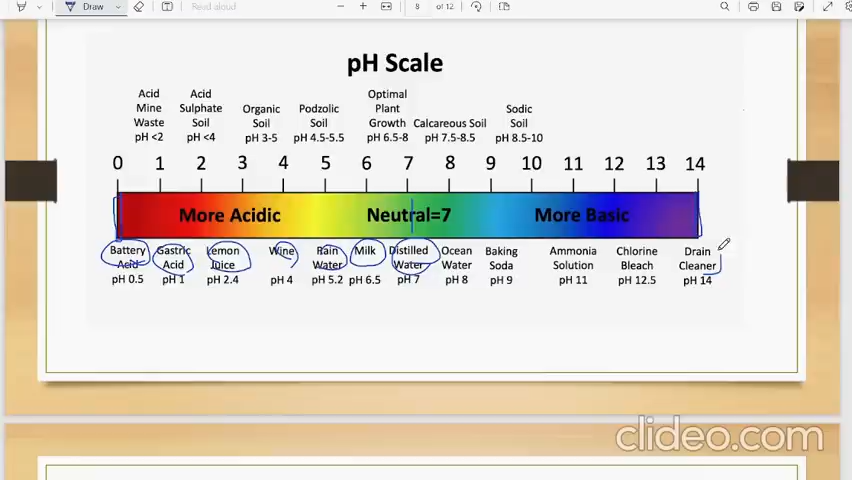 Draw
Read aloud
8 of 12
pH Scale
Acid Mine Waste pH <2
Acid Sulphate Soil pH <4
Organic Soil pH 3-5
Podzolic Soil pH 4.5-5.5
Optimal Plant Growth pH 6.5-8
Calcareous Soil pH 7.5-8.5
Sodic Soil pH 8.5-10
0 1 2 3 4 5 6 7 8 9 10 11 12 13 14
More Acidic Neutral=7 More Basic
Battery Acid pH 0.5
Gastric Acid pH 1
Lemon Juice pH 2.4
Wine pH 4
Rain Water pH 5.2
Milk pH 6.5
Distilled Water pH 7
Ocean Water pH 8
Baking Soda pH 9
Ammonia Solution pH 11
Chlorine Bleach pH 12.5
Drain Cleaner pH 14
clideo.com